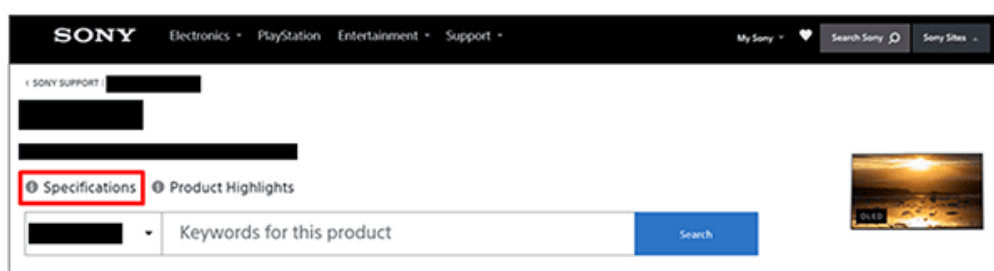 SONY Electronics PlayStation Entertainment Support My Sony Search Sony Sony Sites
‹ SONY SUPPORT |
Specifications Product Highlights
OLED
Keywords for this product Search